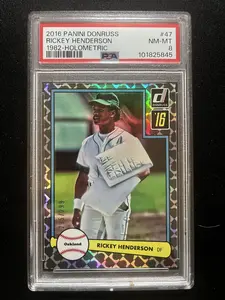 2016 PANINI DONRUSS #47
RICKEY HENDERSON NM-MT
1982-HOLOMETRIC 8
PSA 101825845
'16
Oakland
RICKEY HENDERSON OF